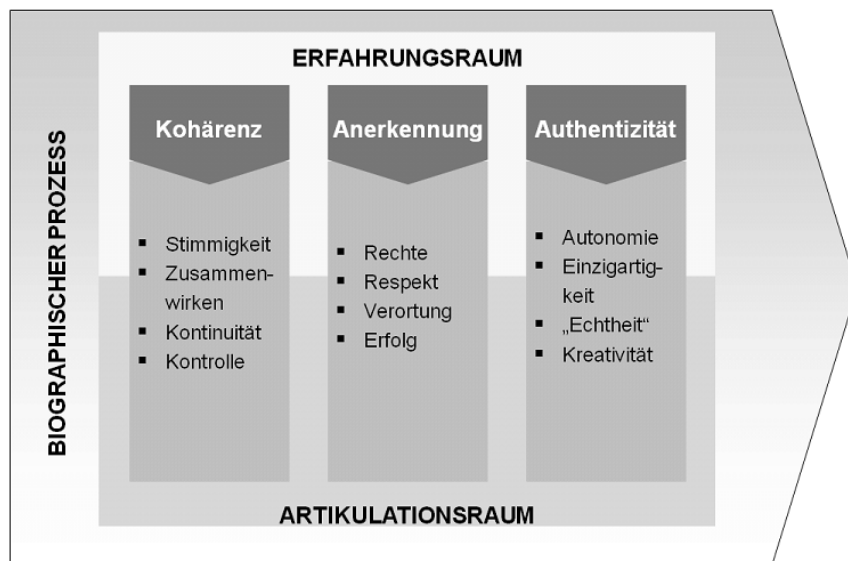 BIOGRAPHISCHER PROZESS
ERFAHRUNGSRAUM
Kohärenz
▪ Stimmigkeit
▪ Zusammen-
wirken
▪ Kontinuität
▪ Kontrolle
Anerkennung
▪ Rechte
▪ Respekt
▪ Verortung
▪ Erfolg
Authentizität
▪ Autonomie
▪ Einzigartig-
keit
▪ „Echtheit“
▪ Kreativität
ARTIKULATIONSRAUM